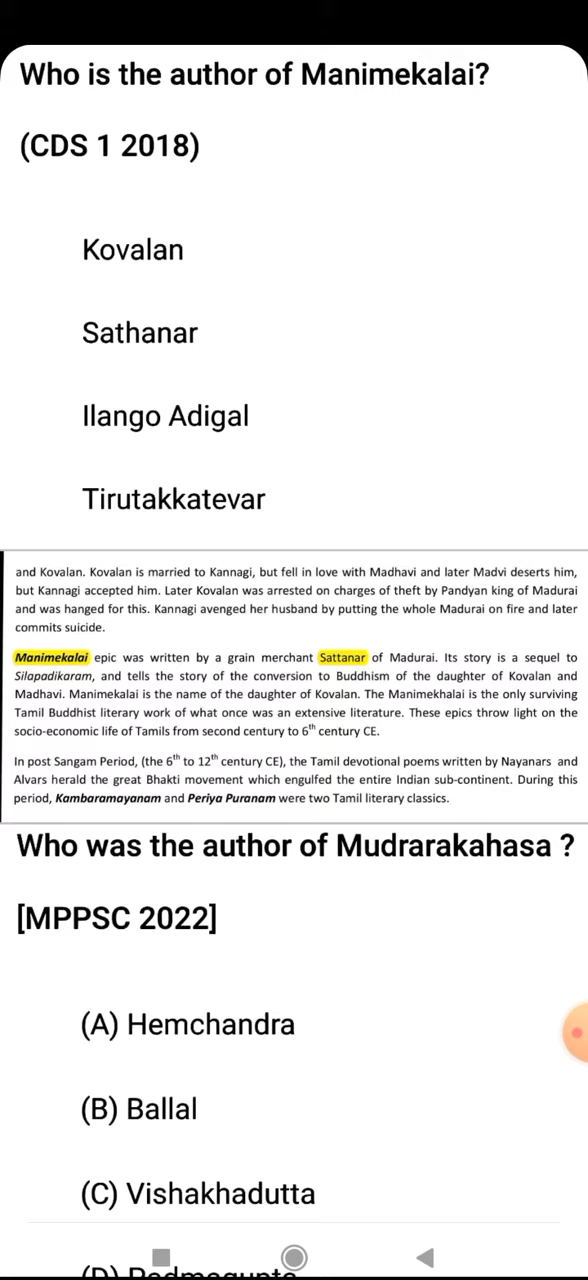 Who is the author of Manimekalai?
(CDS 1 2018)
Kovalan
Sathanar
Ilango Adigal
Tirutakkatevar
and Kovalan. Kovalan is married to Kannagi, but fell in love with Madhavi and later Madvi deserts him,
but Kannagi accepted him. Later Kovalan was arrested on charges of theft by Pandyan king of Madurai
and was hanged for this. Kannagi avenged her husband by putting the whole Madurai on fire and later
commits suicide.
Manimekalai epic was written by a grain merchant Sattanar of Madurai. Its story is a sequel to
Silapadikaram, and tells the story of the conversion to Buddhism of the daughter of Kovalan and
Madhavi. Manimekalai is the name of the daughter of Kovalan. The Manimekhalai is the only surviving
Tamil Buddhist literary work of what once was an extensive literature. These epics throw light on the
socio-economic life of Tamils from second century to 6th century CE.
In post Sangam Period, (the 6th to 12th century CE), the Tamil devotional poems written by Nayanars and
Alvars herald the great Bhakti movement which engulfed the entire Indian sub-continent. During this
period, Kambaramayanam and Periya Puranam were two Tamil literary classics.
Who was the author of Mudrarakahasa ?
[MPPSC 2022]
(A) Hemchandra
(B) Ballal
(C) Vishakhadutta
(D)